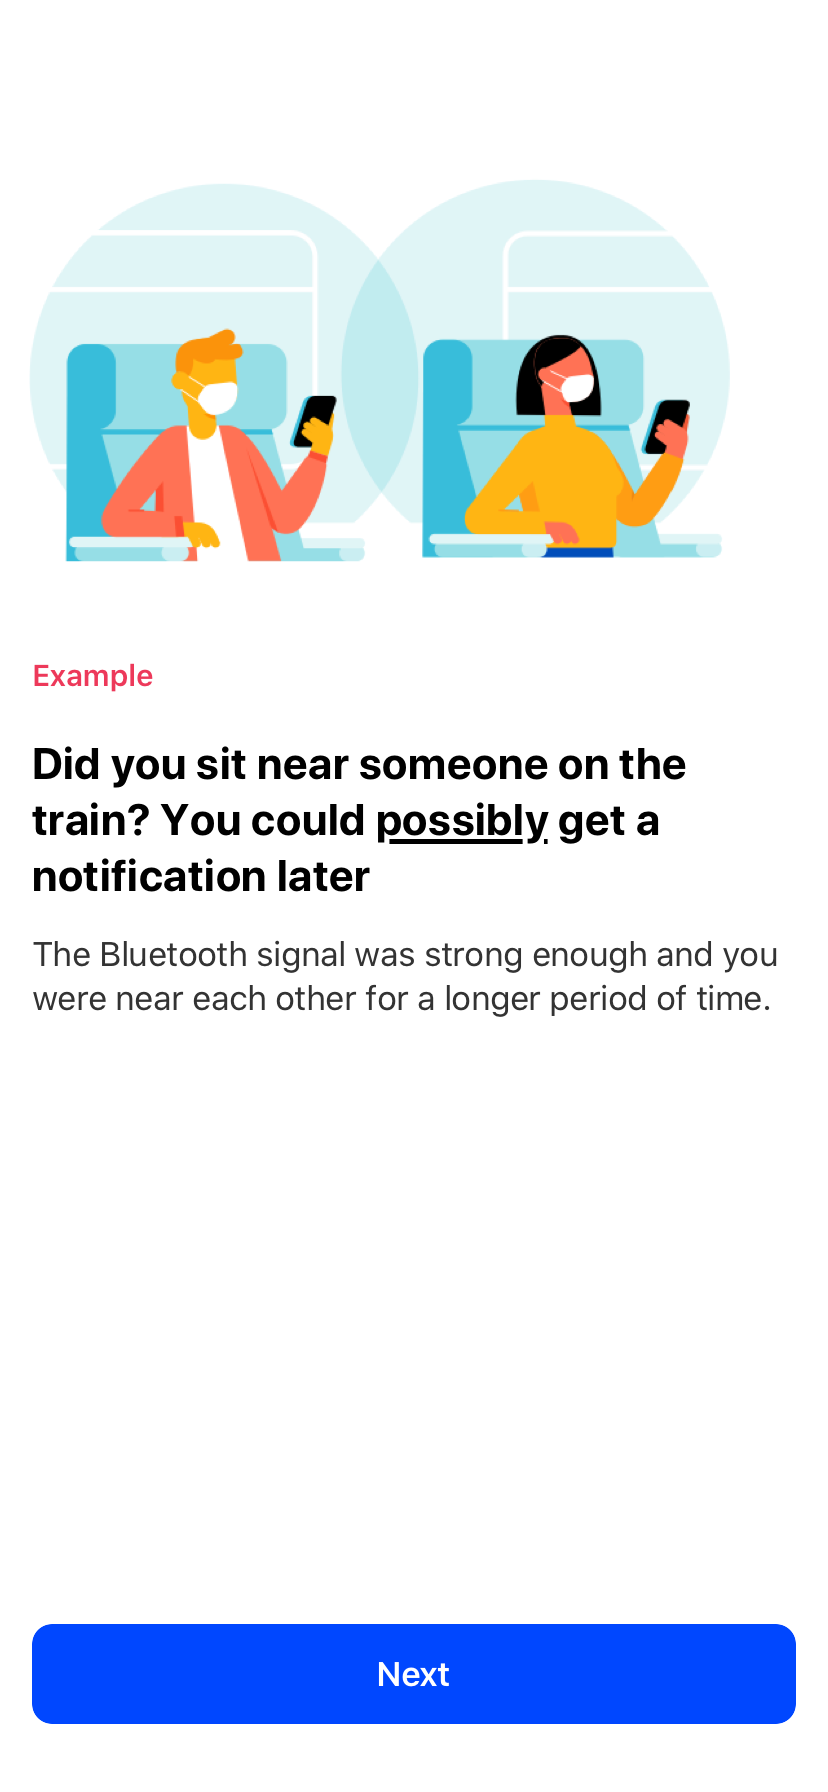 Example
Did you sit near someone on the
train? You could possibly get a
notification later
The Bluetooth signal was strong enough and you
were near each other for a longer period of time.
Next